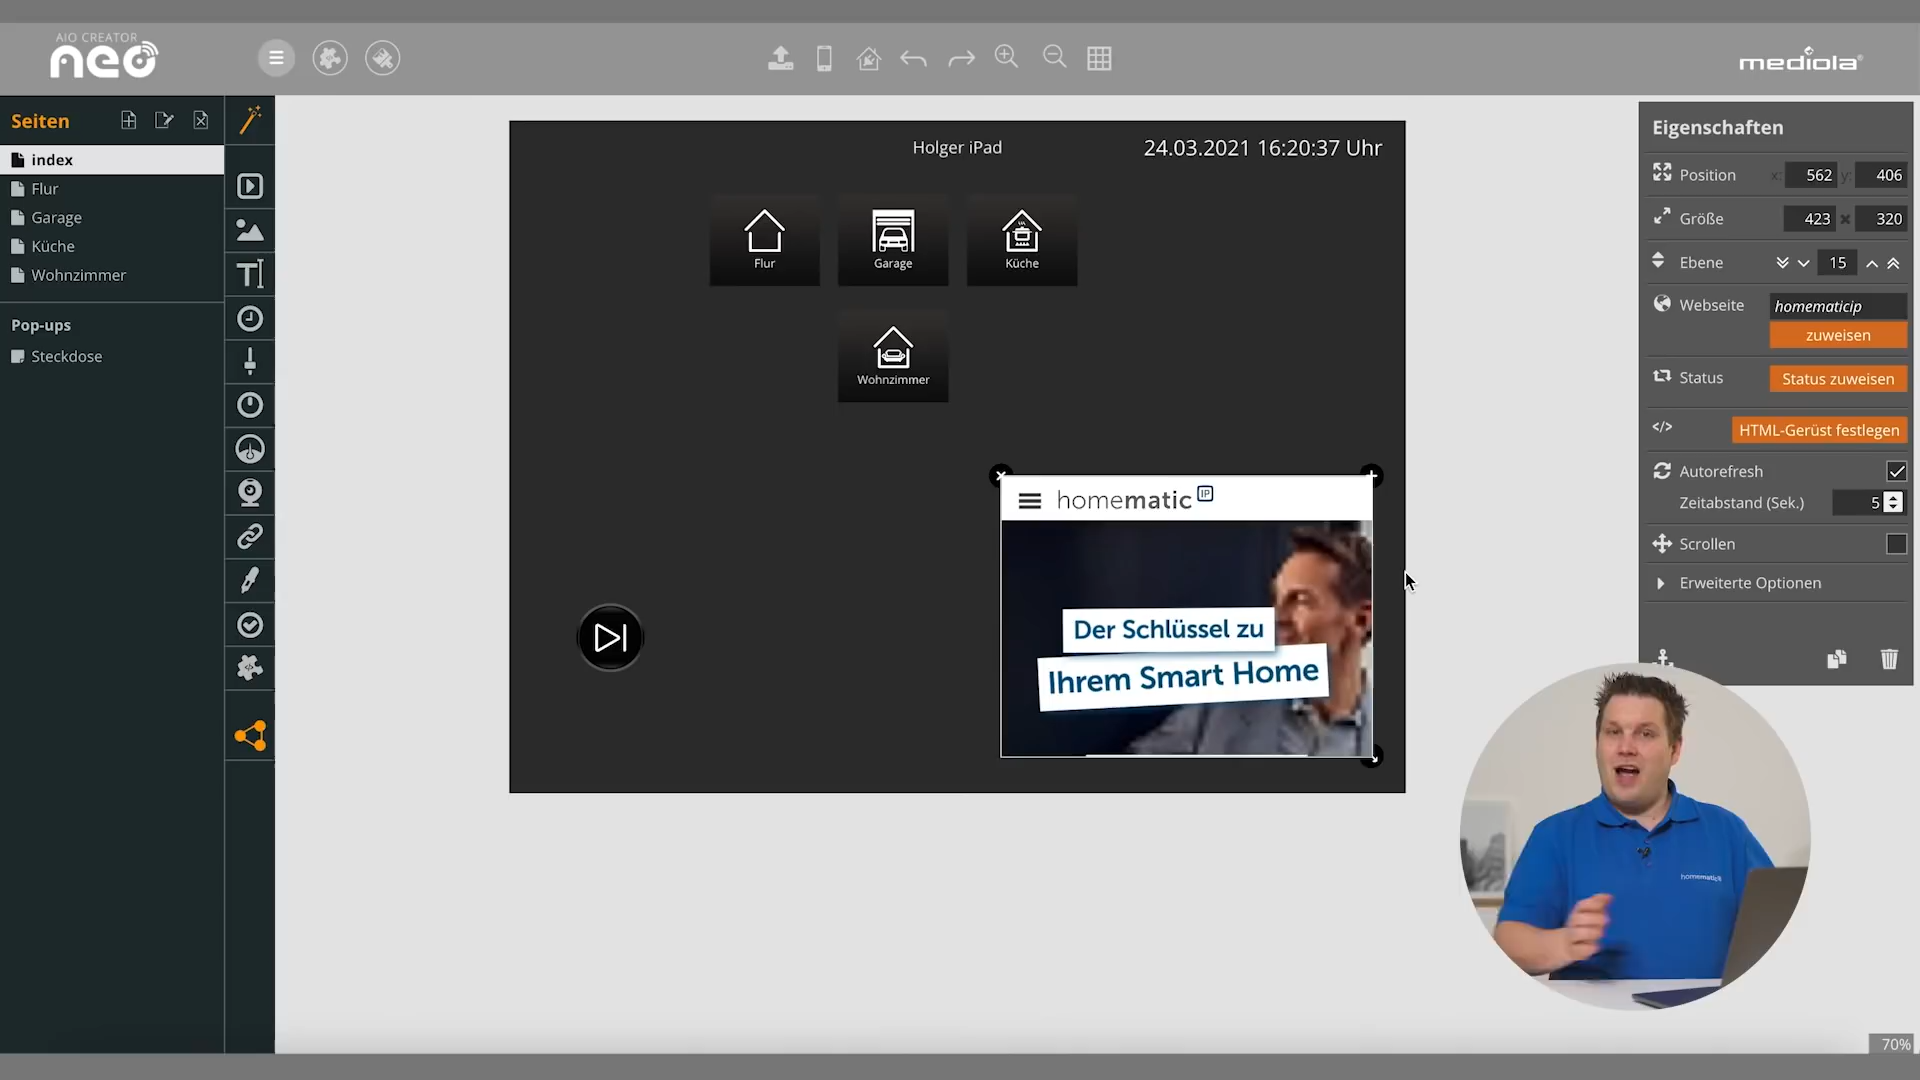 AIO CREATOR
neo
mediola®
Seiten
index
Flur
Garage
Küche
Wohnzimmer
Pop-ups
Steckdose
Holger iPad
24.03.2021 16:20:37 Uhr
Flur
Garage
Küche
Wohnzimmer
homematic IP
Der Schlüssel zu
Ihrem Smart Home
Eigenschaften
Position x: 562 y: 406
Größe 423 x 320
Ebene 15
Webseite homematicip
zuweisen
Status Status zuweisen
</> HTML-Gerüst festlegen
Autorefresh
Zeitabstand (Sek.) 5
Scrollen
Erweiterte Optionen
homematic
70%